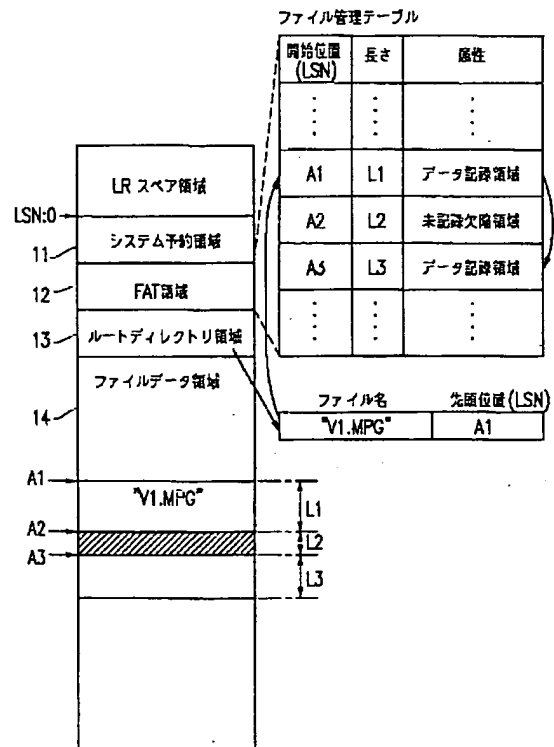 ファイル管理テーブル
開始位置(LSN) 長さ 属性
A1 L1 データ記録領域
A2 L2 未記録欠陥領域
A3 L3 データ記録領域
LR スペア領域
LSN:0
システム予約領域
11
FAT領域
12
ルートディレクトリ領域
13
ファイルデータ領域
14
ファイル名 先頭位置(LSN)
"V1.MPG" A1
A1
"V1.MPG"
L1
A2
L2
A3
L3